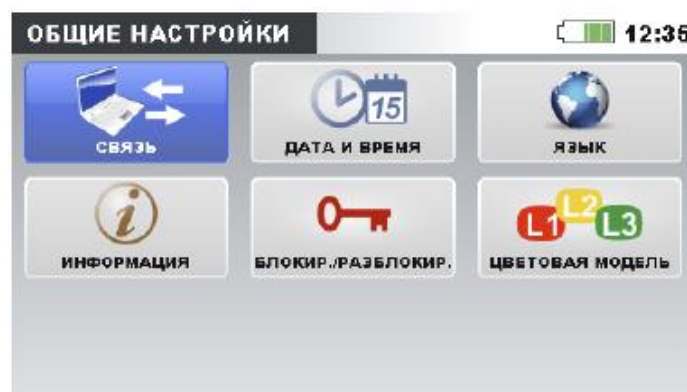 ОБЩИЕ НАСТРОЙКИ 12:35
15
СВЯЗЬ ДАТА И ВРЕМЯ ЯЗЫК
i L1 L2 L3
ИНФОРМАЦИЯ БЛОКИР./РАЗБЛОКИР. ЦВЕТОВАЯ МОДЕЛЬ